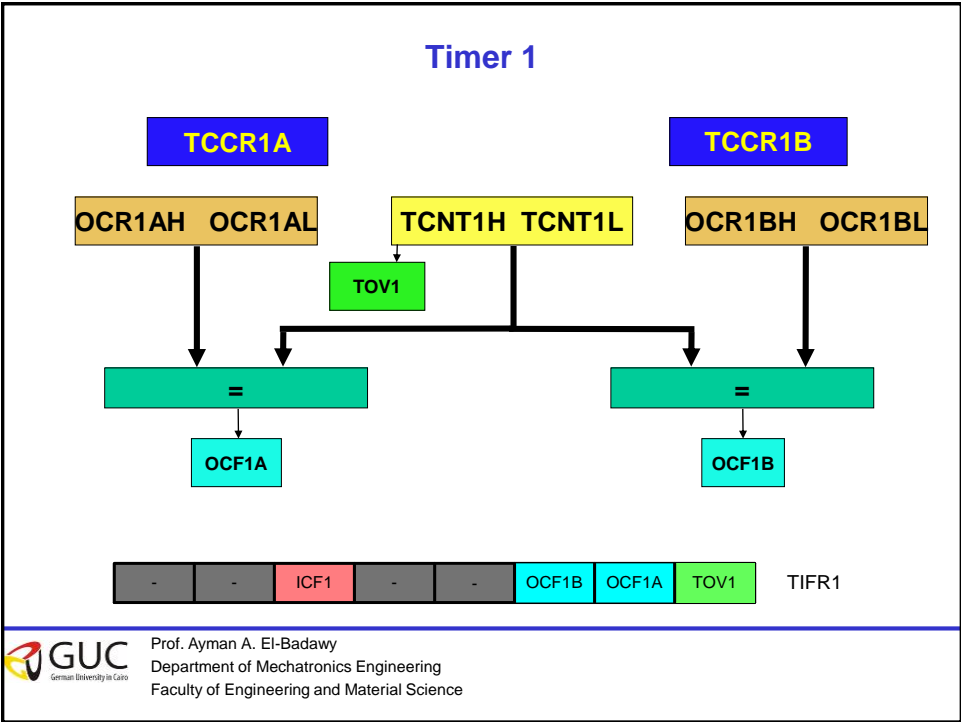 Timer 1
TCCR1A
TCCR1B
OCR1AH OCR1AL
TCNT1H TCNT1L
OCR1BH OCR1BL
TOV1
=
=
OCF1A
OCF1B
- - ICF1 - - OCF1B OCF1A TOV1 TIFR1
GUC
German University in Cairo
Prof. Ayman A. El-Badawy
Department of Mechatronics Engineering
Faculty of Engineering and Material Science